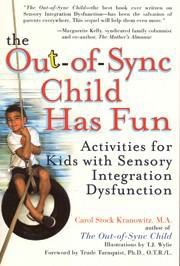 "The Out-of-Sync Child—the best book ever written on
Sensory Integration Dysfunction—has been the salvation of
parents everywhere. This sequel will help them even more."
—Marguerite Kelly, syndicated family columnist
and co-author, The Mother's Almanac
the
Out-of-Sync
Child
Has Fun
Activities for
Kids with Sensory
Integration
Dysfunction
Carol Stock Kranowitz, M.A.
author of
The Out-of-Sync Child
Illustrations by T.J. Wylie
Foreword by Trude Turnquist, Ph.D., O.T.R./L.